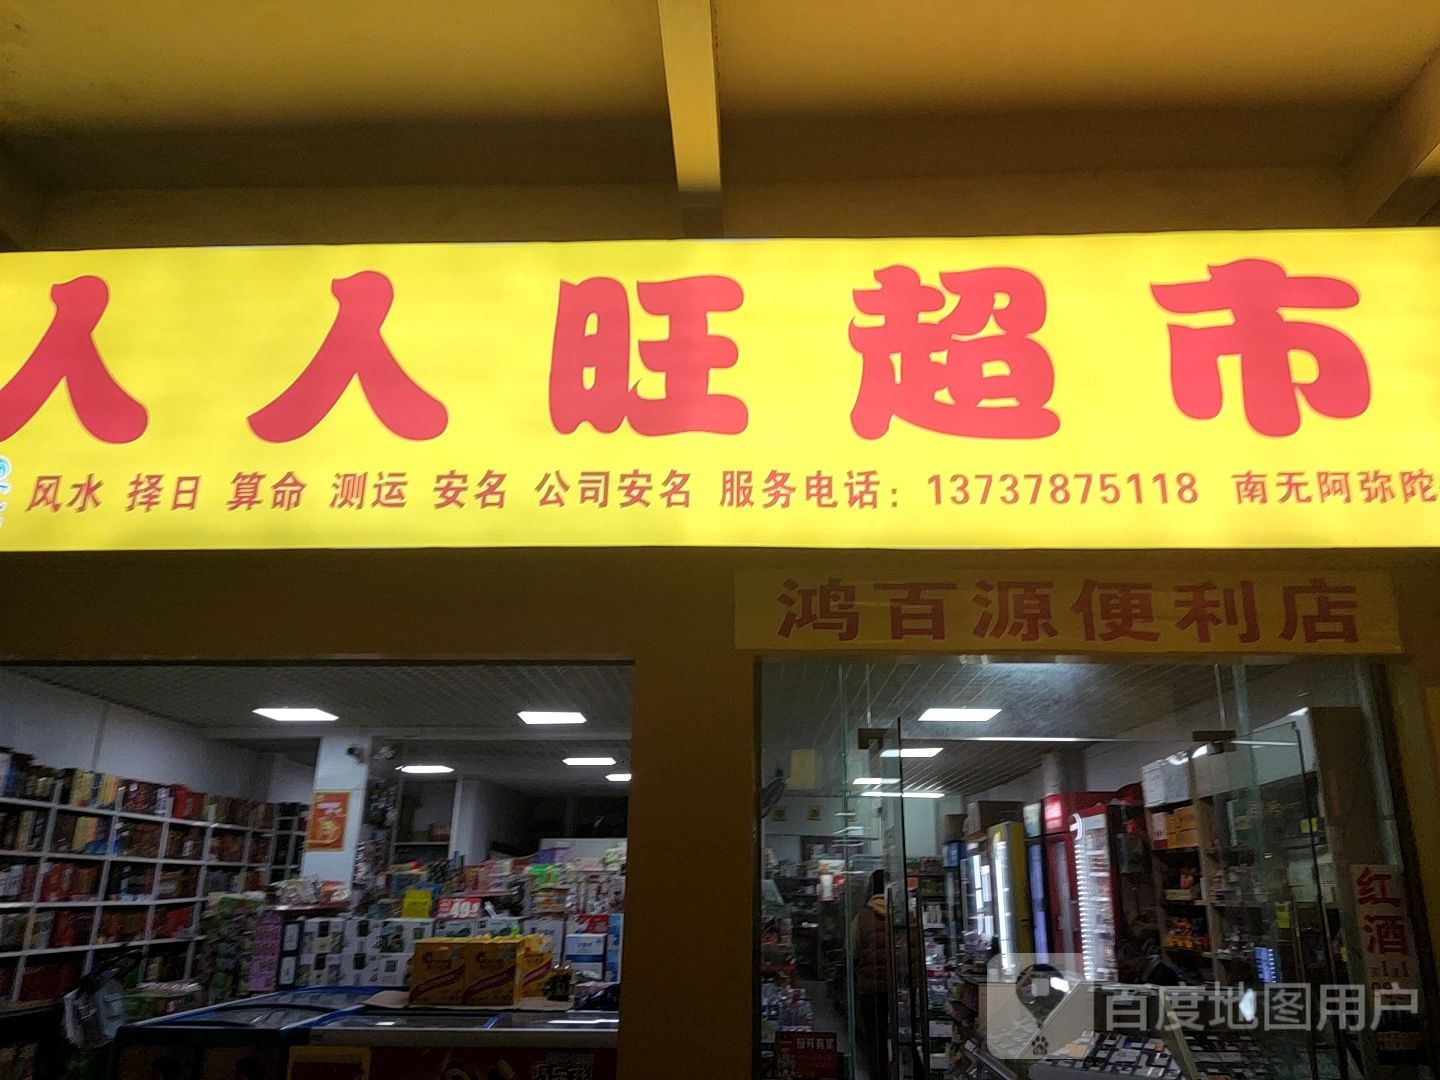 人人旺超市
风水 择日 算命 测运 安名 公司安名 服务电话：13737875118 南无阿弥陀
鸿百源便利店
红酒
百度地图用户